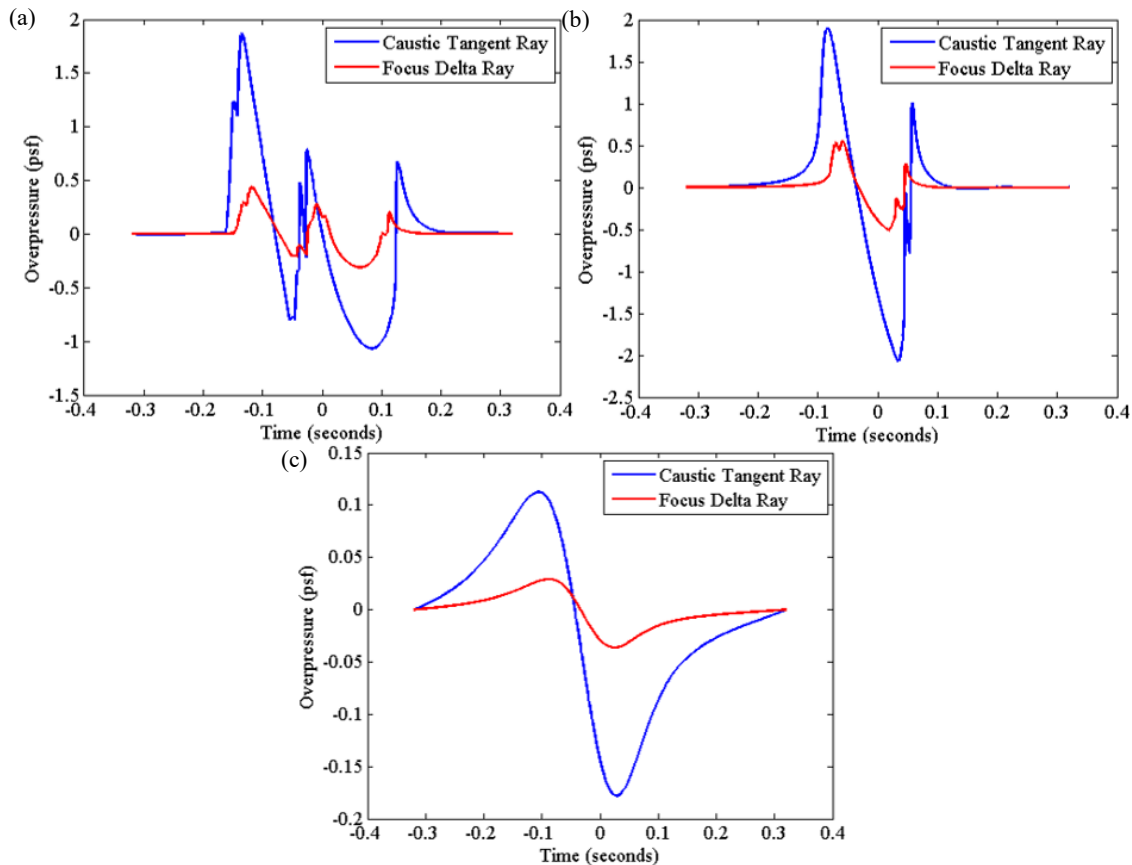 (a)
2
1.5
1
0.5
0
-0.5
-1
-1.5
-0.4 -0.3 -0.2 -0.1 0 0.1 0.2 0.3 0.4
Time (seconds)
Overpressure (psf)
Caustic Tangent Ray
Focus Delta Ray
(b)
2
1.5
1
0.5
0
-0.5
-1
-1.5
-2
-2.5
-0.4 -0.3 -0.2 -0.1 0 0.1 0.2 0.3 0.4
Time (seconds)
Overpressure (psf)
Caustic Tangent Ray
Focus Delta Ray
(c)
0.15
0.1
0.05
0
-0.05
-0.1
-0.15
-0.2
-0.4 -0.3 -0.2 -0.1 0 0.1 0.2 0.3 0.4
Time (seconds)
Overpressure (psf)
Caustic Tangent Ray
Focus Delta Ray